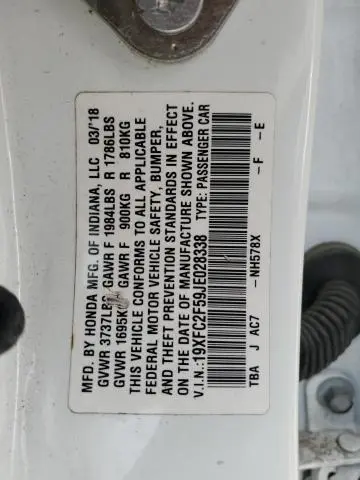 MFD. BY HONDA MFG. OF INDIANA, LLC 03/'18
GVWR 3737LBS GAWR F 1984LBS R 1786LBS
GVWR 1695KG GAWR F 900KG R 810KG
THIS VEHICLE CONFORMS TO ALL APPLICABLE
FEDERAL MOTOR VEHICLE SAFETY, BUMPER,
AND THEFT PREVENTION STANDARDS IN EFFECT
ON THE DATE OF MANUFACTURE SHOWN ABOVE.
V.I.N.:19XFC2F59JE028338 TYPE: PASSENGER CAR
TBA J AC7 -NH578X -F -E